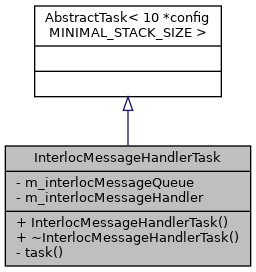 AbstractTask< 10 *config
MINIMAL_STACK_SIZE >
InterlocMessageHandlerTask
- m_interlocMessageQueue
- m_interlocMessageHandler
+ InterlocMessageHandlerTask()
+ ~InterlocMessageHandlerTask()
- task()